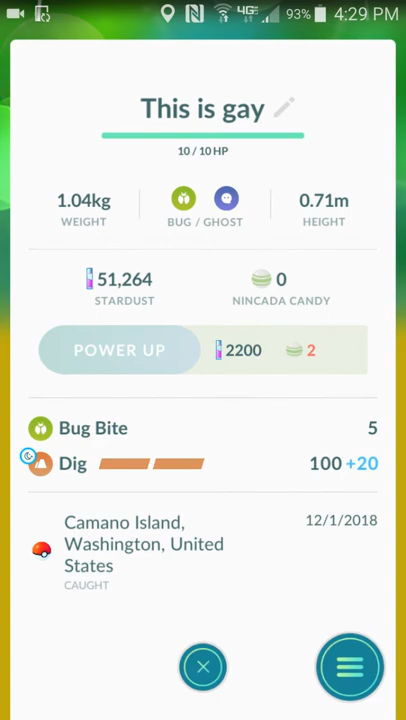 4G 93% 4:29 PM
This is gay
10 / 10 HP
1.04kg
WEIGHT
BUG / GHOST
0.71m
HEIGHT
51,264
STARDUST
0
NINCADA CANDY
POWER UP 2200 2
Bug Bite 5
Dig 100 +20
Camano Island,
Washington, United
States
CAUGHT
12/1/2018